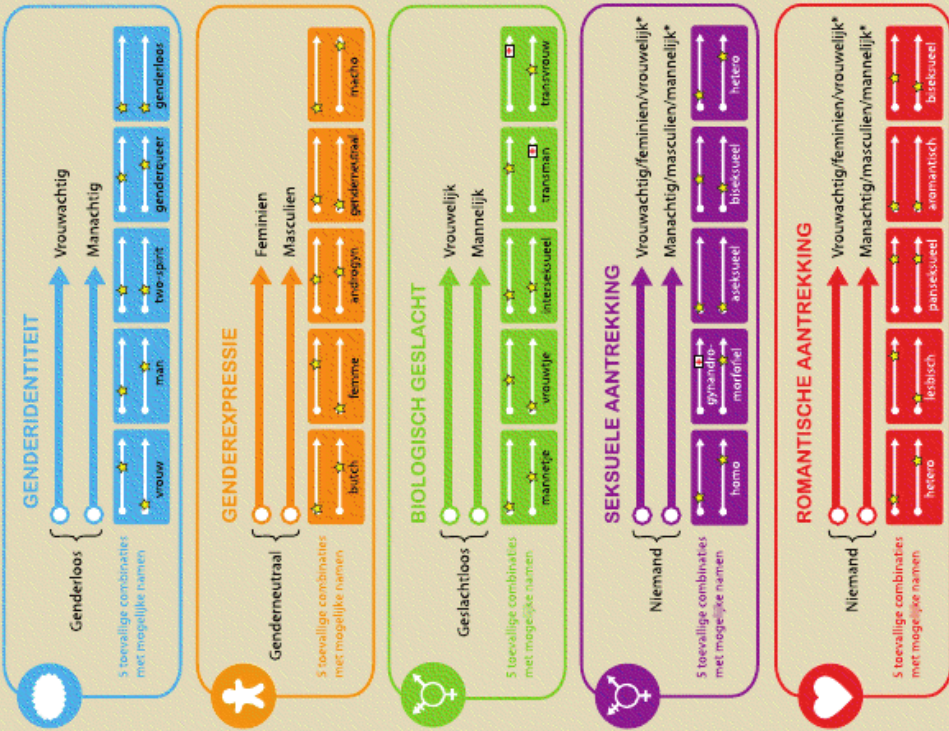 GENDERIDENTITEIT
Genderloos
Vrouwachtig
Manachtig
5 toevallige combinaties
met mogelijke namen
vrouw
man
two-spirit
genderqueer
genderloos
GENDEREXPRESSIE
Genderneutraal
Feminien
Masculien
5 toevallige combinaties
met mogelijke namen
butch
femme
androgyn
genderneutraal
macho
BIOLOGISCH GESLACHT
Geslachtloos
Vrouwelijk
Mannelijk
5 toevallige combinaties
met mogelijke namen
mannetje
vrouwtje
interseksueel
transman
transvrouw
SEKSUELE AANTREKKING
Niemand
Vrouwachtig/feminien/vrouwelijk*
Manachtig/masculien/mannelijk*
5 toevallige combinaties
met mogelijke namen
homo
gynandro-
morfofiel
aseksueel
biseksueel
hetero
ROMANTISCHE AANTREKKING
Niemand
Vrouwachtig/feminien/vrouwelijk*
Manachtig/masculien/mannelijk*
5 toevallige combinaties
met mogelijke namen
hetero
lesbisch
panseksueel
aromantisch
biseksueel